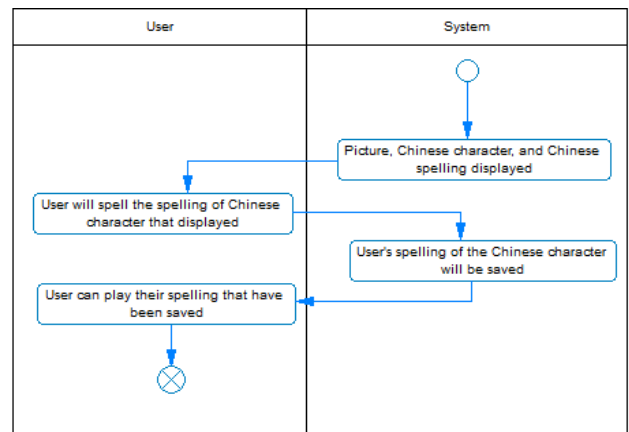 User
System
Picture, Chinese character, and Chinese
spelling displayed
User will spell the spelling of Chinese
character that displayed
User's spelling of the Chinese character
will be saved
User can play their spelling that have
been saved